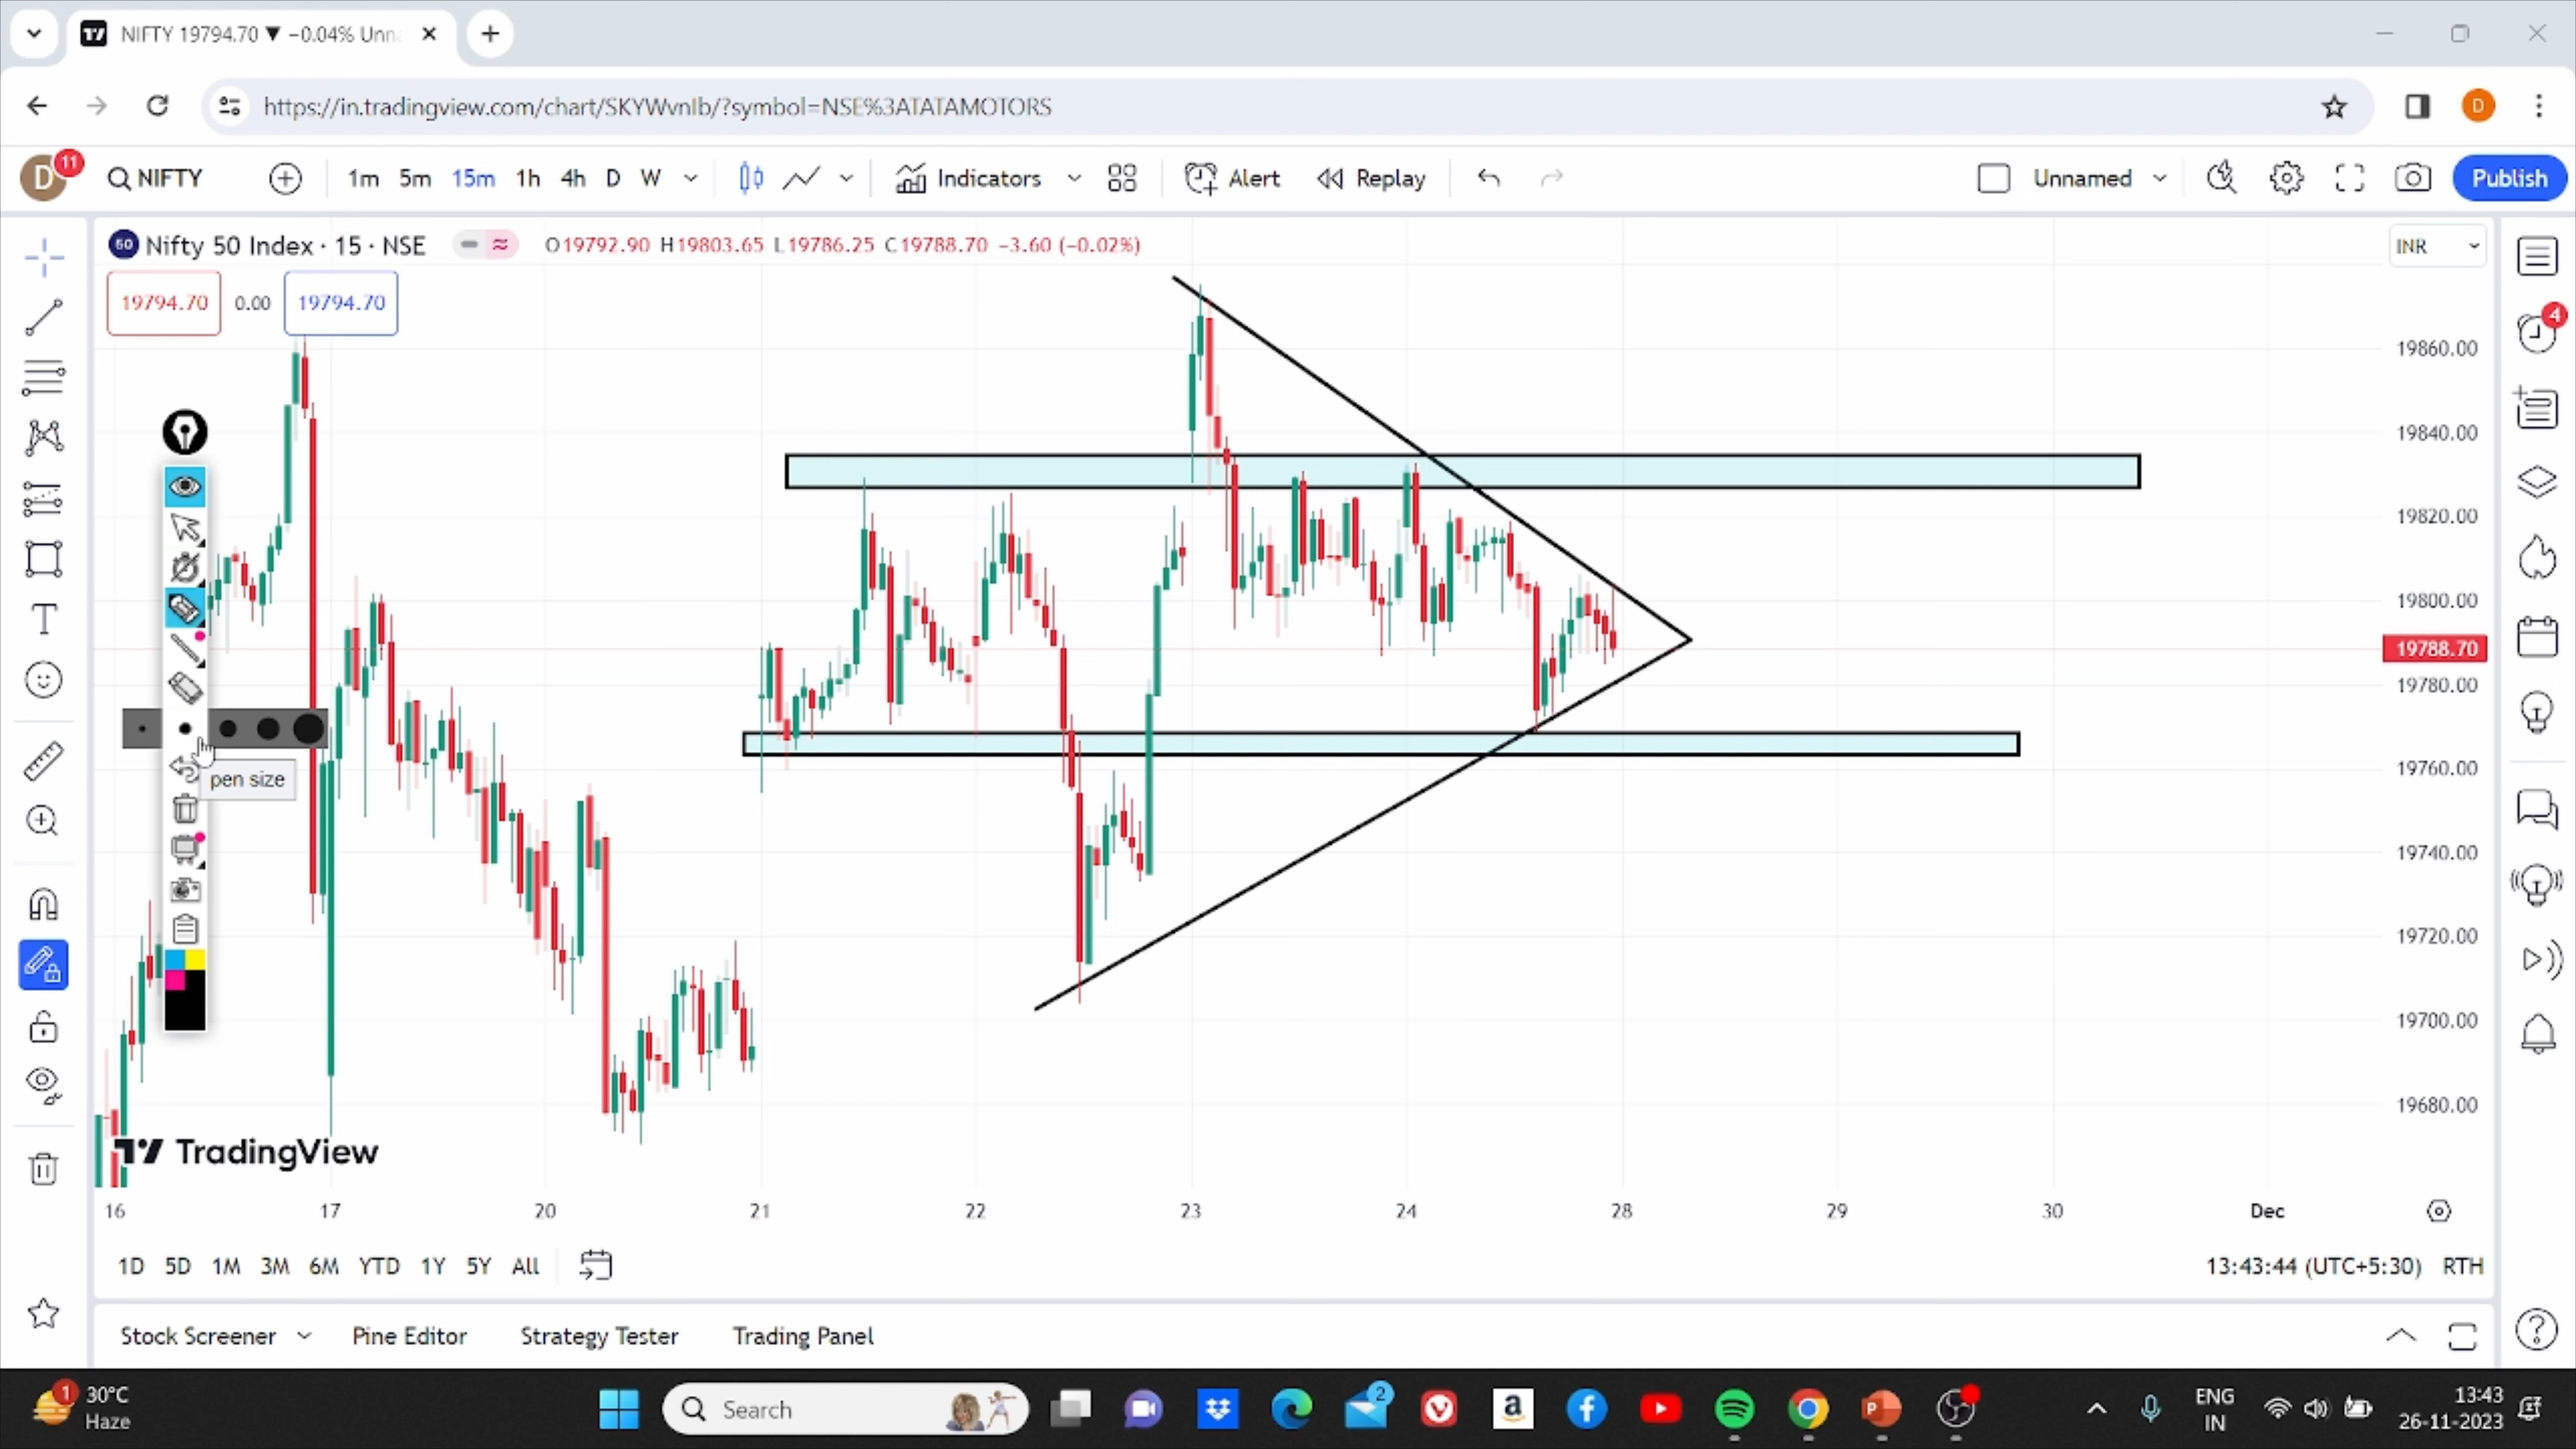 NIFTY 19794.70 ▼ −0.04% Unn
https://in.tradingview.com/chart/SKYWvnIb/?symbol=NSE%3ATATAMOTORS
D
D 11 NIFTY 1m 5m 15m 1h 4h D W Indicators Alert Replay Unnamed Publish
50 Nifty 50 Index · 15 · NSE O19792.90 H19803.65 L19786.25 C19788.70 −3.60 (−0.02%) INR
19794.70 0.00 19794.70
4
19860.00
19840.00
19820.00
19800.00
19788.70
19780.00
19760.00
pen size
19740.00
19720.00
19700.00
19680.00
TradingView
16 17 20 21 22 23 24 28 29 30 Dec
1D 5D 1M 3M 6M YTD 1Y 5Y All 13:43:44 (UTC+5:30) RTH
Stock Screener Pine Editor Strategy Tester Trading Panel
1 30°C
Haze
Search
2
ENG
IN
13:43
26-11-2023